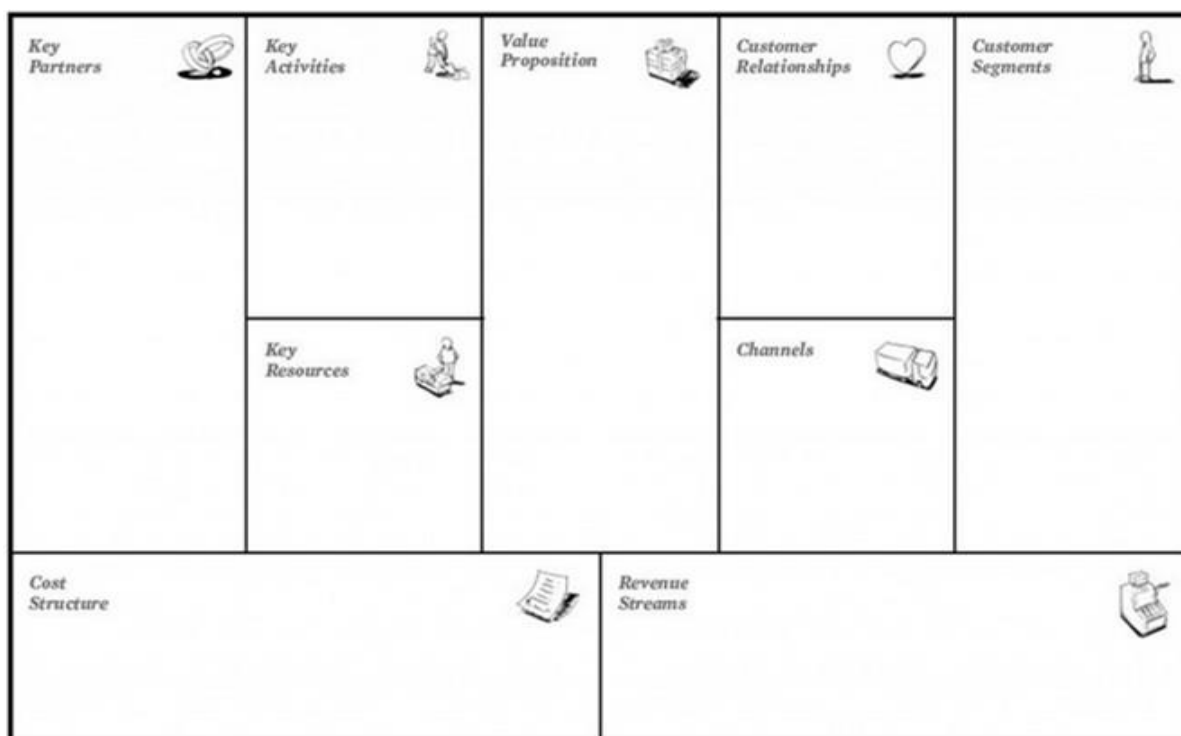 Key
Partners
Key
Activities
Value
Proposition
Customer
Relationships
Customer
Segments
Key
Resources
Channels
Cost
Structure
Revenue
Streams